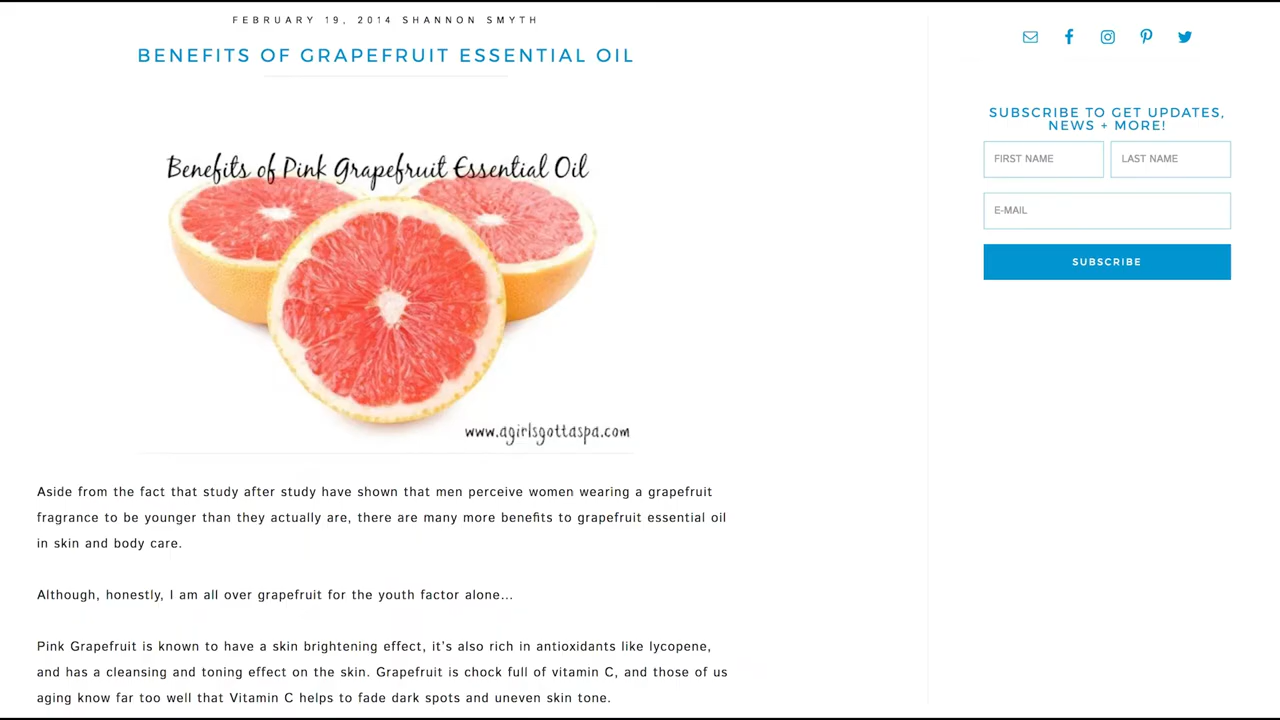 FEBRUARY 19, 2014 SHANNON SMYTH
BENEFITS OF GRAPEFRUIT ESSENTIAL OIL
Benefits of Pink Grapefruit Essential Oil
www.agirlsgottaspa.com
Aside from the fact that study after study have shown that men perceive women wearing a grapefruit
fragrance to be younger than they actually are, there are many more benefits to grapefruit essential oil
in skin and body care.
Although, honestly, I am all over grapefruit for the youth factor alone…
Pink Grapefruit is known to have a skin brightening effect, it's also rich in antioxidants like lycopene,
and has a cleansing and toning effect on the skin. Grapefruit is chock full of vitamin C, and those of us
aging know far too well that Vitamin C helps to fade dark spots and uneven skin tone.
SUBSCRIBE TO GET UPDATES,
NEWS + MORE!
FIRST NAME
LAST NAME
E-MAIL
SUBSCRIBE